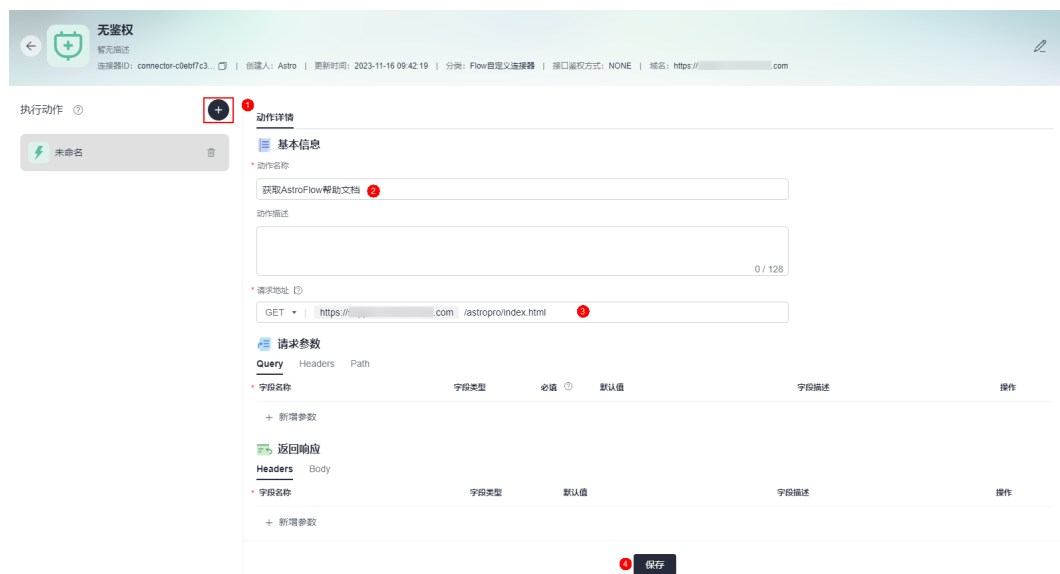 无鉴权
暂无描述
连接器ID: connector-c0ebf7c3... | 创建人: Astro | 更新时间: 2023-11-16 09:42:19 | 分类: Flow自定义连接器 | 接口鉴权方式: NONE | 域名: https:// .com
执行动作
1
未命名
动作详情
基本信息
* 动作名称
获取AstroFlow帮助文档 2
动作描述
0 / 128
* 请求地址
GET https:// .com /astropro/index.html 3
请求参数
Query Headers Path
* 字段名称 字段类型 必填 默认值 字段描述 操作
+ 新增参数
返回响应
Headers Body
* 字段名称 字段类型 默认值 字段描述 操作
+ 新增参数
4 保存